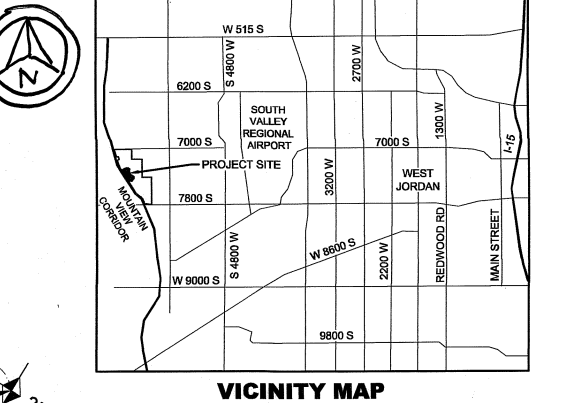 W 515 S
S 4800 W
2700 W
N
6200 S
SOUTH
VALLEY
REGIONAL
AIRPORT
1300 W
I-15
7000 S
7000 S
PROJECT SITE
3200 W
WEST
JORDAN
7800 S
MOUNTAIN
VIEW
CORRIDOR
S 4800 W
W 8600 S
2200 W
REDWOOD RD
MAIN STREET
W 9000 S
9800 S
VICINITY MAP